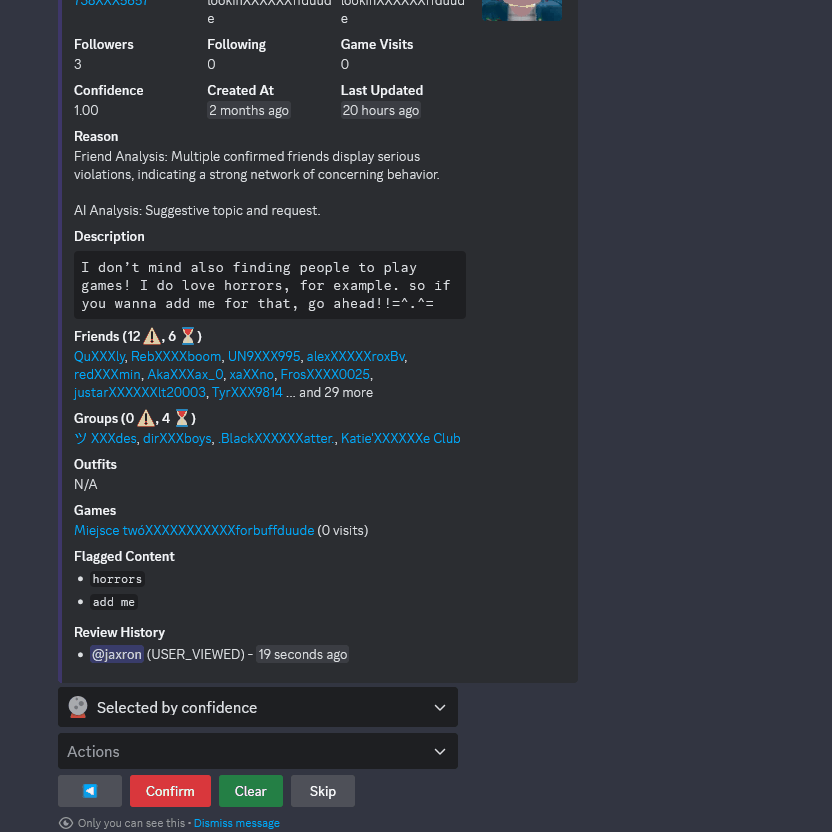 Followers
Following
Game Visits
3
0
0
Confidence
Created At
Last Updated
1.00
2 months ago
20 hours ago
Reason
Friend Analysis: Multiple confirmed friends display serious
violations, indicating a strong network of concerning behavior.
AI Analysis: Suggestive topic and request.
Description
I don’t mind also finding people to play
games! I do love horrors, for example. so if
you wanna add me for that, go ahead!!=^.^=
Friends (12 ⚠️, 6 ⏳)
QuXXXly, RebXXXXboom, UN9XXX995, alexXXXXXroxBv,
redXXXmin, AkaXXXax_0, xaXXno, FrosXXXX0025,
justarXXXXXXlt20003, TyrXXX9814 ... and 29 more
Groups (0 ⚠️, 4 ⏳)
ツ XXXdes, dirXXXboys, .BlackXXXXXXatter., Katie'XXXXXXe Club
Outfits
N/A
Games
Miejsce twóXXXXXXXXXXXforbuffduude (0 visits)
Flagged Content
• horrors
• add me
Review History
• @jaxron (USER_VIEWED) - 19 seconds ago
Selected by confidence
Actions
Confirm
Clear
Skip
Only you can see this • Dismiss message